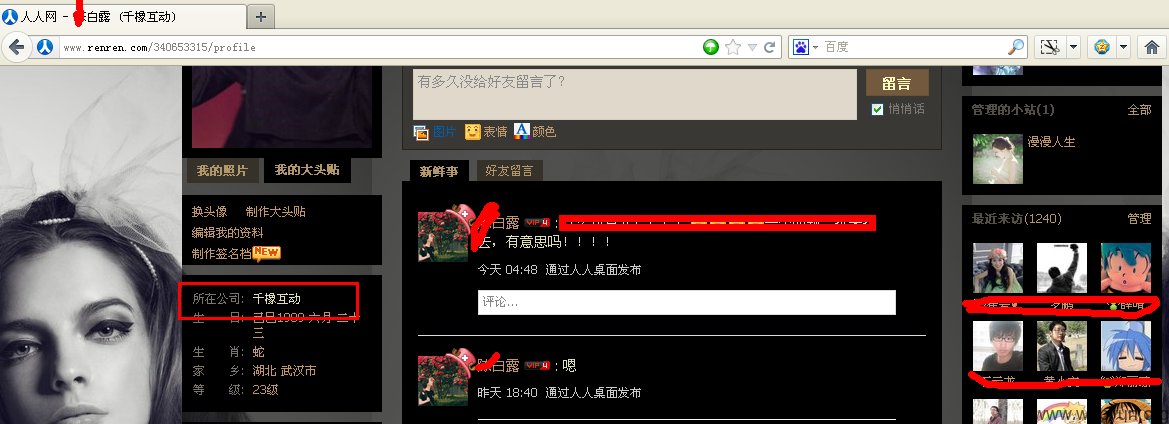 人人网 - 陈白露 (千橡互动)
www.renren.com/340653315/profile
百度
有多久没给好友留言了?
留言
悄悄话
图片 表情 颜色
管理的小站(1) 全部
漫漫人生
我的照片 我的大头贴
新鲜事 好友留言
换头像 制作大头贴
编辑我的资料
制作签名档 NEW
最近来访(1240) 管理
陈白露 VIP 4 :
去，有意思吗！！！！
今天 04:48 通过人人桌面发布
评论...
所在公司: 千橡互动
生 日: 己巳1989 六月 二十
三
生 肖: 蛇
家 乡: 湖北 武汉市
等 级: 23级
陈白露 VIP 4 : 嗯
昨天 18:40 通过人人桌面发布